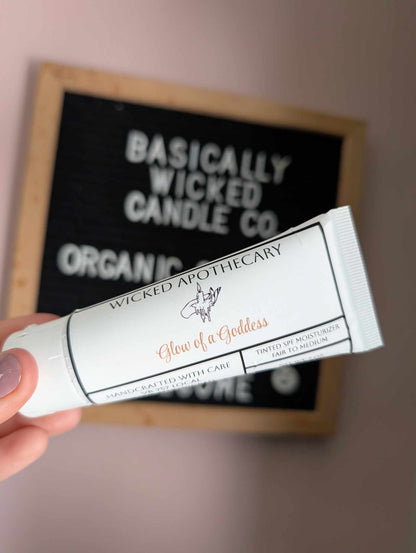 BASICALLY
WICKED
CANDLE CO.
ORGANIC
WICKED APOTHECARY
Glow of a Goddess
HANDCRAFTED WITH CARE
LOCAL
TINTED SPF MOISTURIZER
FAIR TO MEDIUM